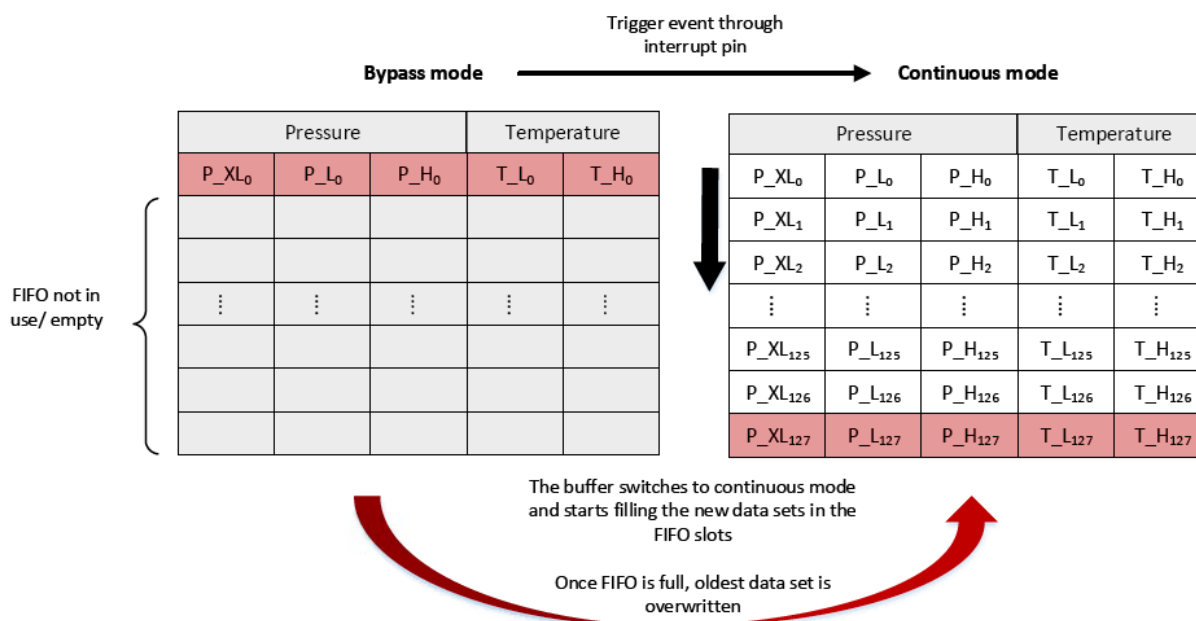 Trigger event through
interrupt pin
Bypass mode
Continuous mode
Pressure Temperature
P_XL₀ P_L₀ P_H₀ T_L₀ T_H₀
⋮ ⋮ ⋮ ⋮ ⋮
FIFO not in
use/ empty
Pressure Temperature
P_XL₀ P_L₀ P_H₀ T_L₀ T_H₀
P_XL₁ P_L₁ P_H₁ T_L₁ T_H₁
P_XL₂ P_L₂ P_H₂ T_L₂ T_H₂
⋮ ⋮ ⋮ ⋮ ⋮
P_XL₁₂₅ P_L₁₂₅ P_H₁₂₅ T_L₁₂₅ T_H₁₂₅
P_XL₁₂₆ P_L₁₂₆ P_H₁₂₆ T_L₁₂₆ T_H₁₂₆
P_XL₁₂₇ P_L₁₂₇ P_H₁₂₇ T_L₁₂₇ T_H₁₂₇
The buffer switches to continuous mode
and starts filling the new data sets in the
FIFO slots
Once FIFO is full, oldest data set is
overwritten